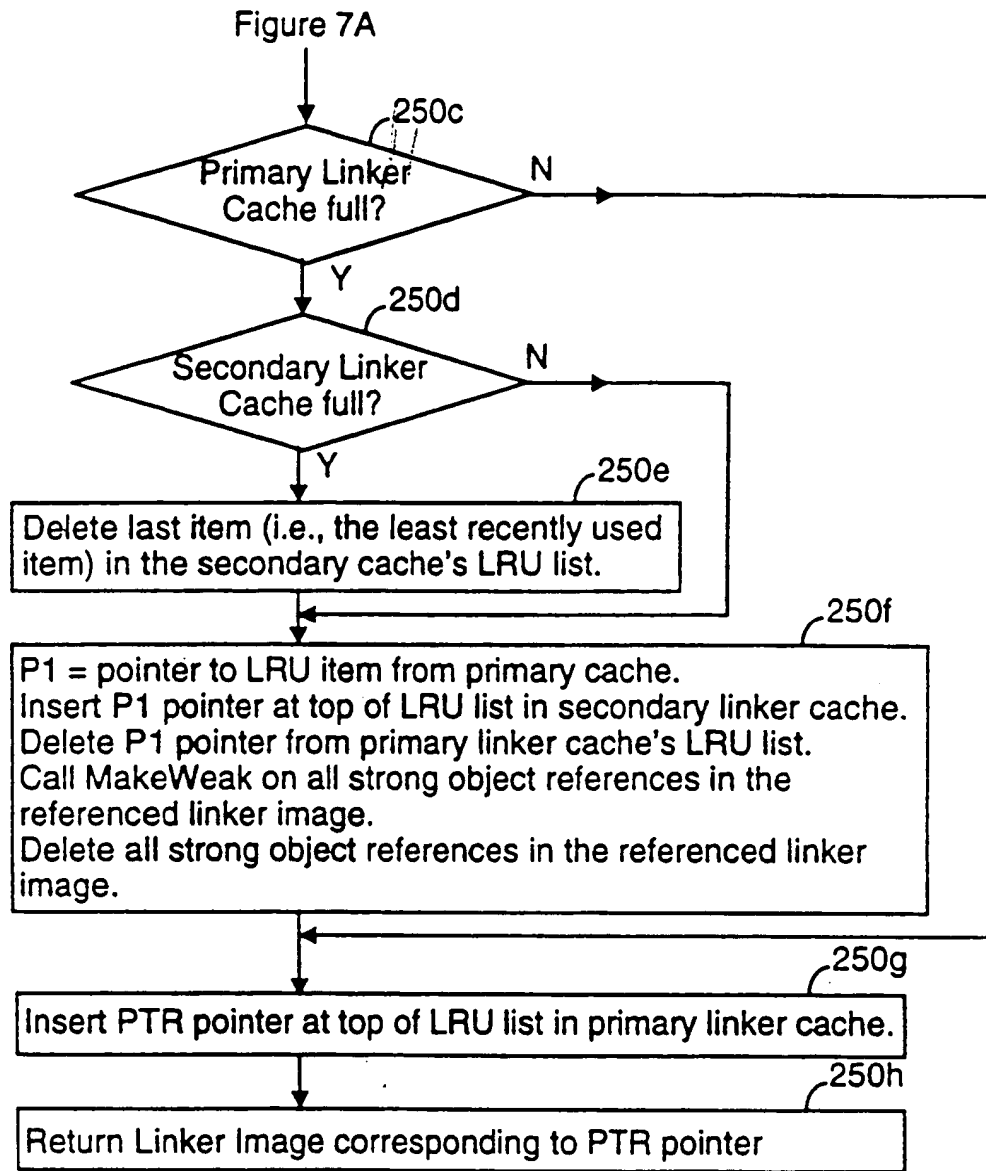 Figure 7A
250c
Primary Linker
Cache full?
N
Y
250d
Secondary Linker
Cache full?
N
Y
250e
Delete last item (i.e., the least recently used
item) in the secondary cache's LRU list.
250f
P1 = pointer to LRU item from primary cache.
Insert P1 pointer at top of LRU list in secondary linker cache.
Delete P1 pointer from primary linker cache's LRU list.
Call MakeWeak on all strong object references in the
referenced linker image.
Delete all strong object references in the referenced linker
image.
250g
Insert PTR pointer at top of LRU list in primary linker cache.
250h
Return Linker Image corresponding to PTR pointer